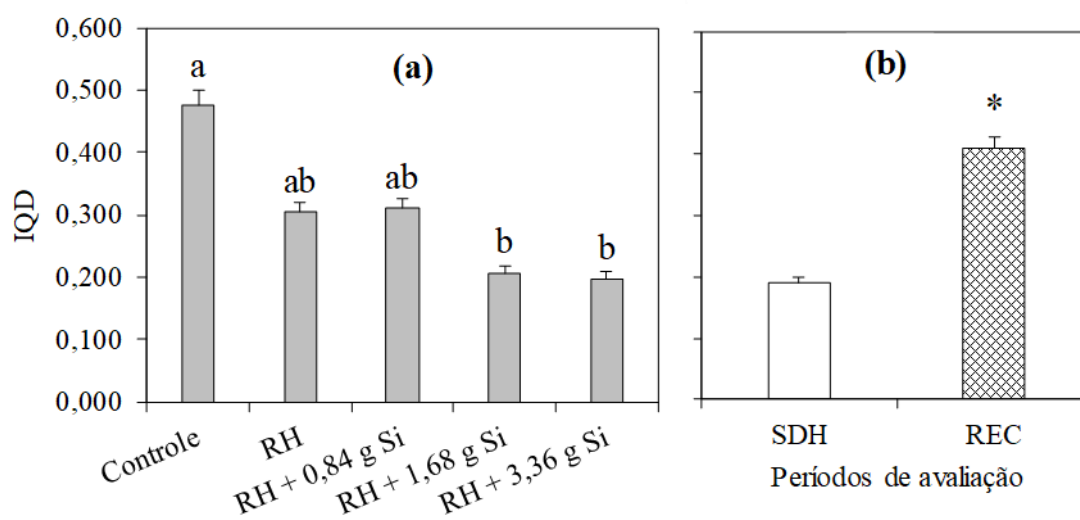 0,600
0,500
0,400
0,300
0,200
0,100
0,000
IQD
(a)
a
ab
ab
b
b
Controle
RH
RH + 0,84 g Si
RH + 1,68 g Si
RH + 3,36 g Si
(b)
*
SDH
REC
Períodos de avaliação